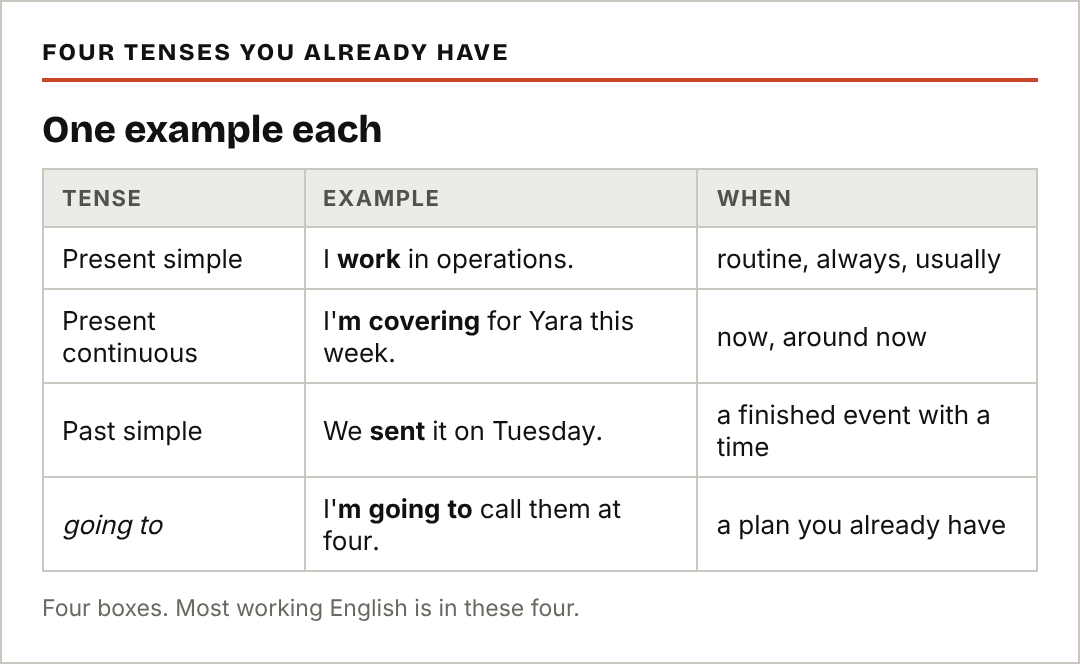 FOUR TENSES YOU ALREADY HAVE
One example each
TENSE EXAMPLE WHEN
Present simple I work in operations. routine, always, usually
Present continuous I'm covering for Yara this week. now, around now
Past simple We sent it on Tuesday. a finished event with a time
going to I'm going to call them at four. a plan you already have
Four boxes. Most working English is in these four.